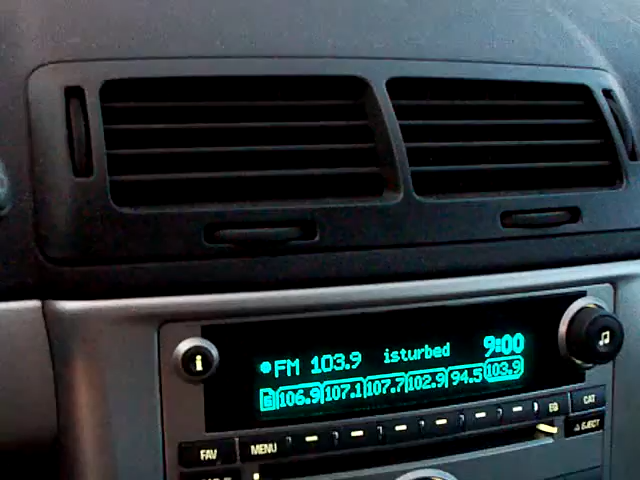 FM 103.9 isturbed 9:00
106.9 107.1 107.7 102.9 94.5 103.9
FAV MENU EQ CAT
EJECT